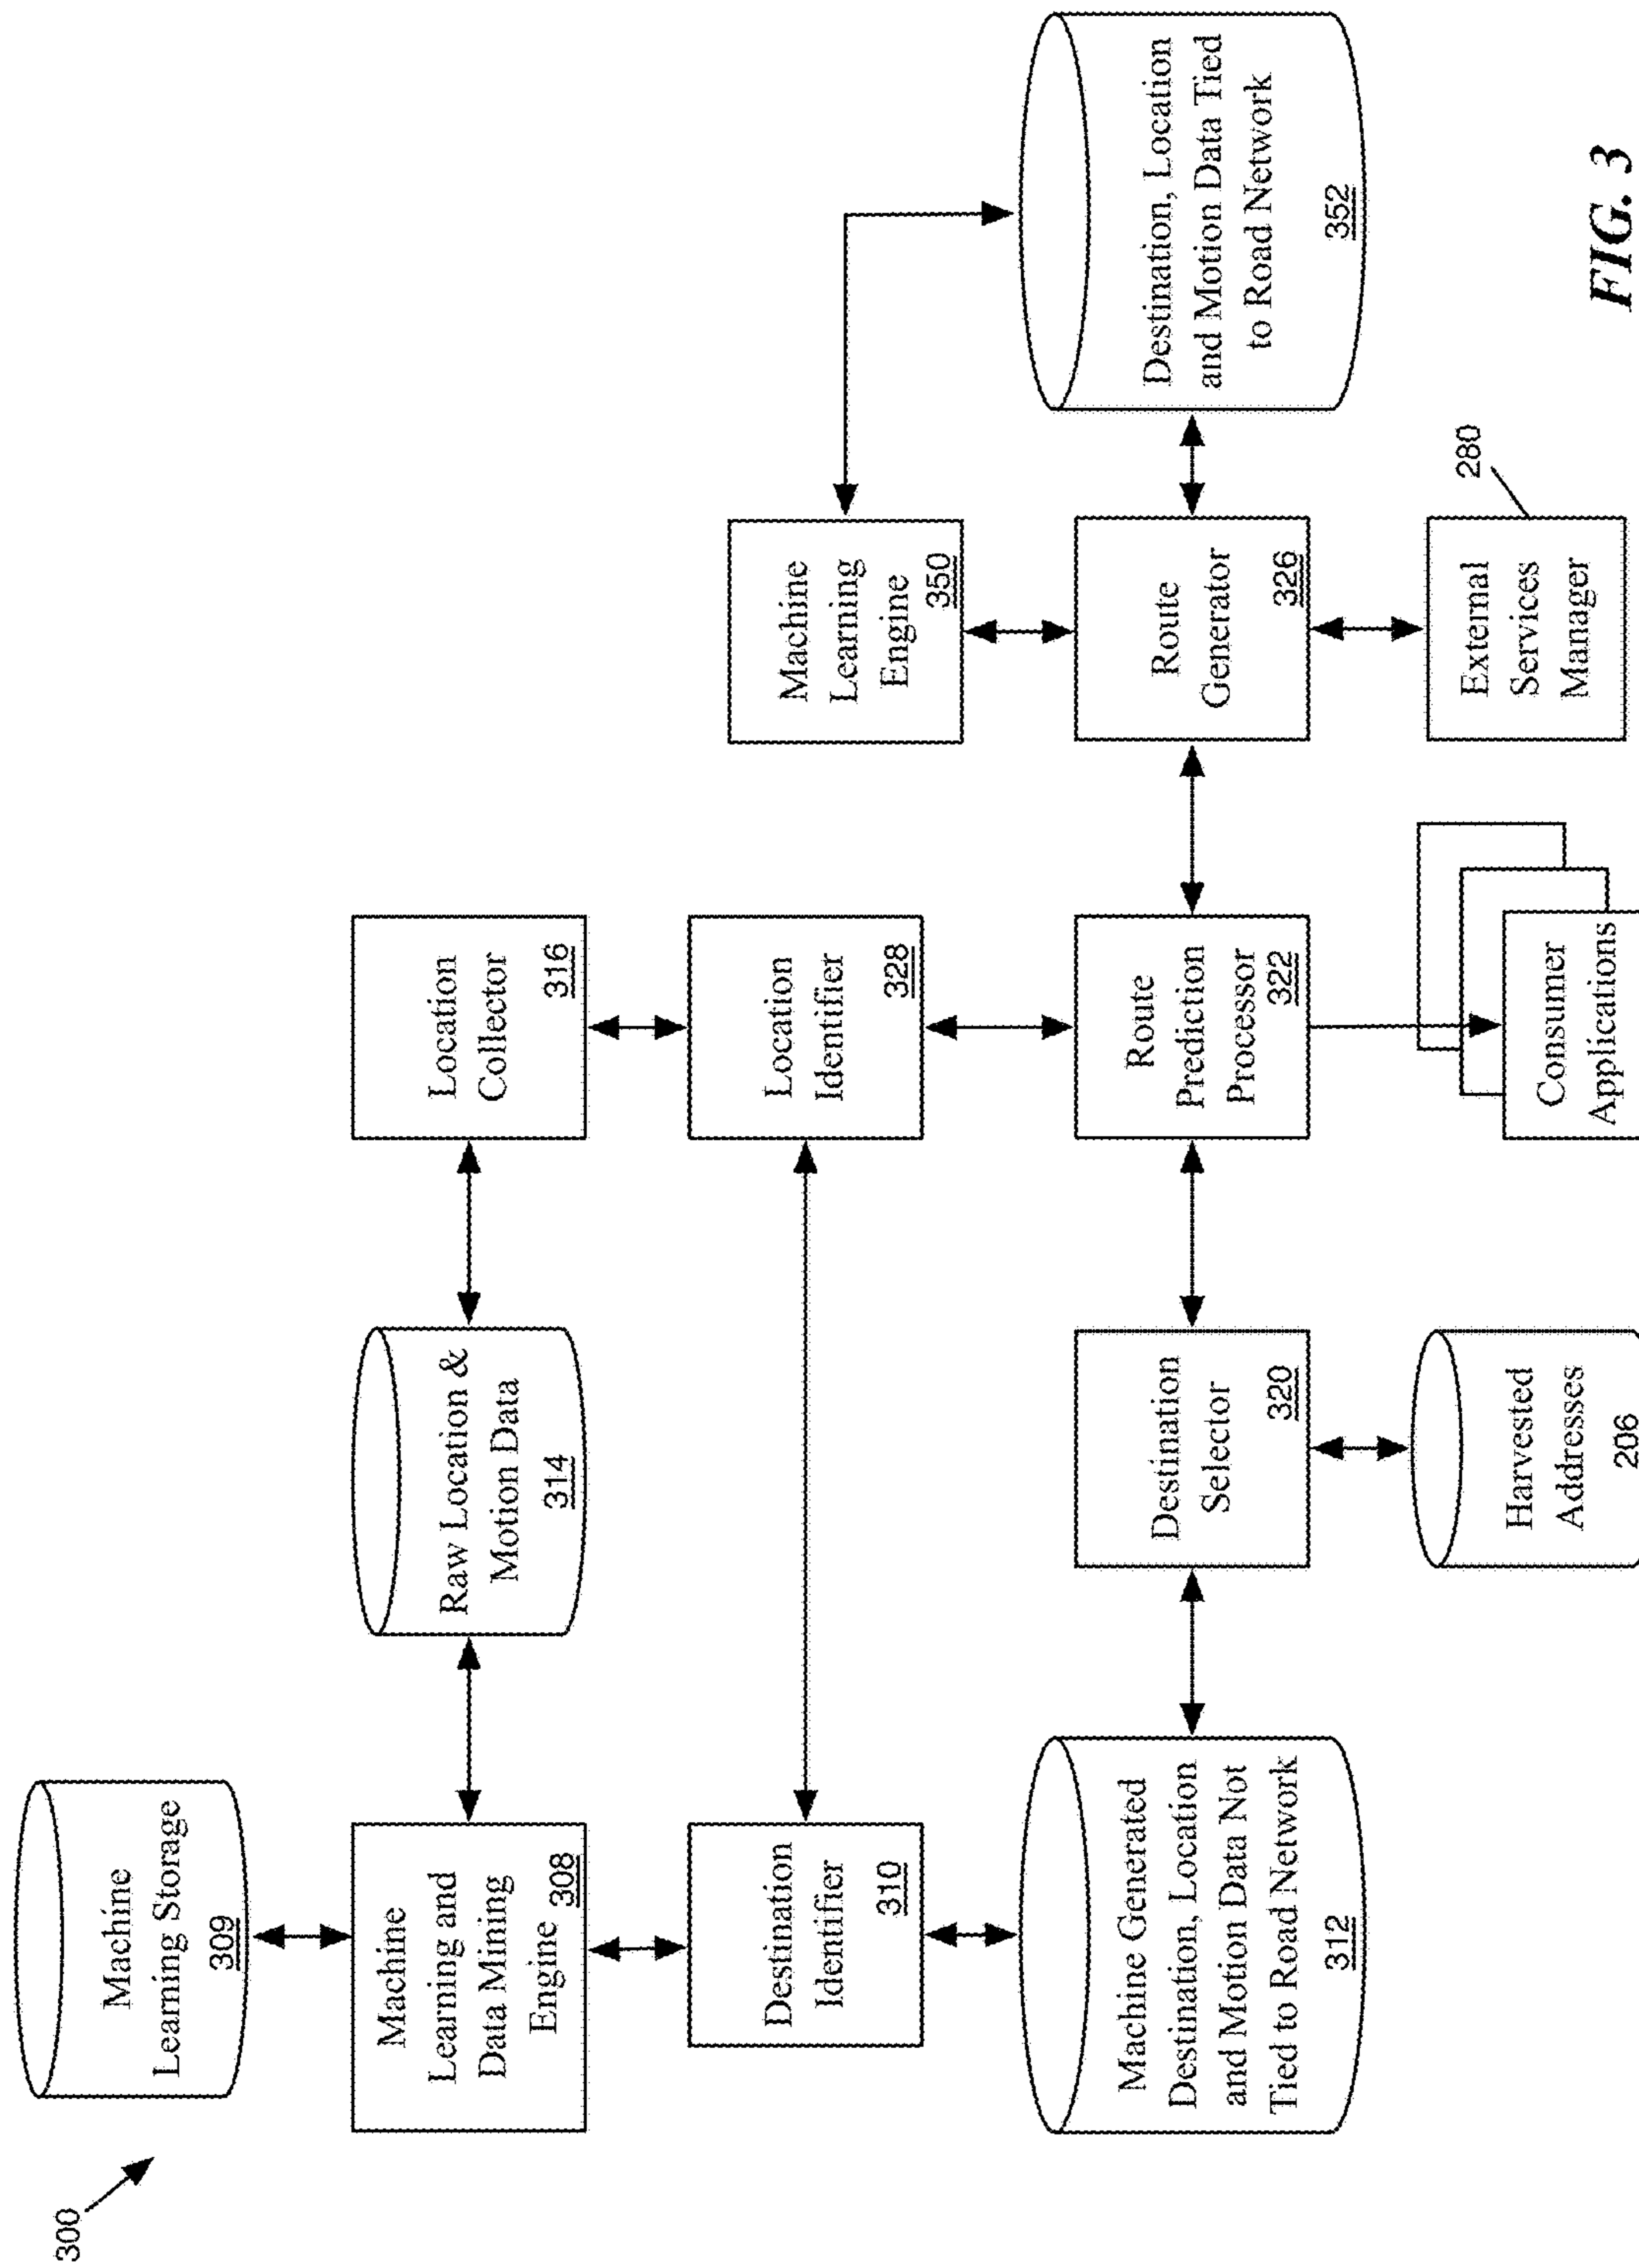 300
Machine
Learning Storage
309
Machine
Learning and
Data Mining
Engine
308
Raw Location &
Motion Data
314
Location
Collector
316
Destination
Identifier
310
Location
Identifier
328
Machine
Learning
Engine
350
Machine Generated
Destination, Location
and Motion Data Not
Tied to Road Network
312
Destination
Selector
320
Route
Prediction
Processor
322
Route
Generator
326
Destination, Location
and Motion Data Tied
to Road Network
352
Harvested
Addresses
206
Consumer
Applications
External
Services
Manager
280
FIG. 3